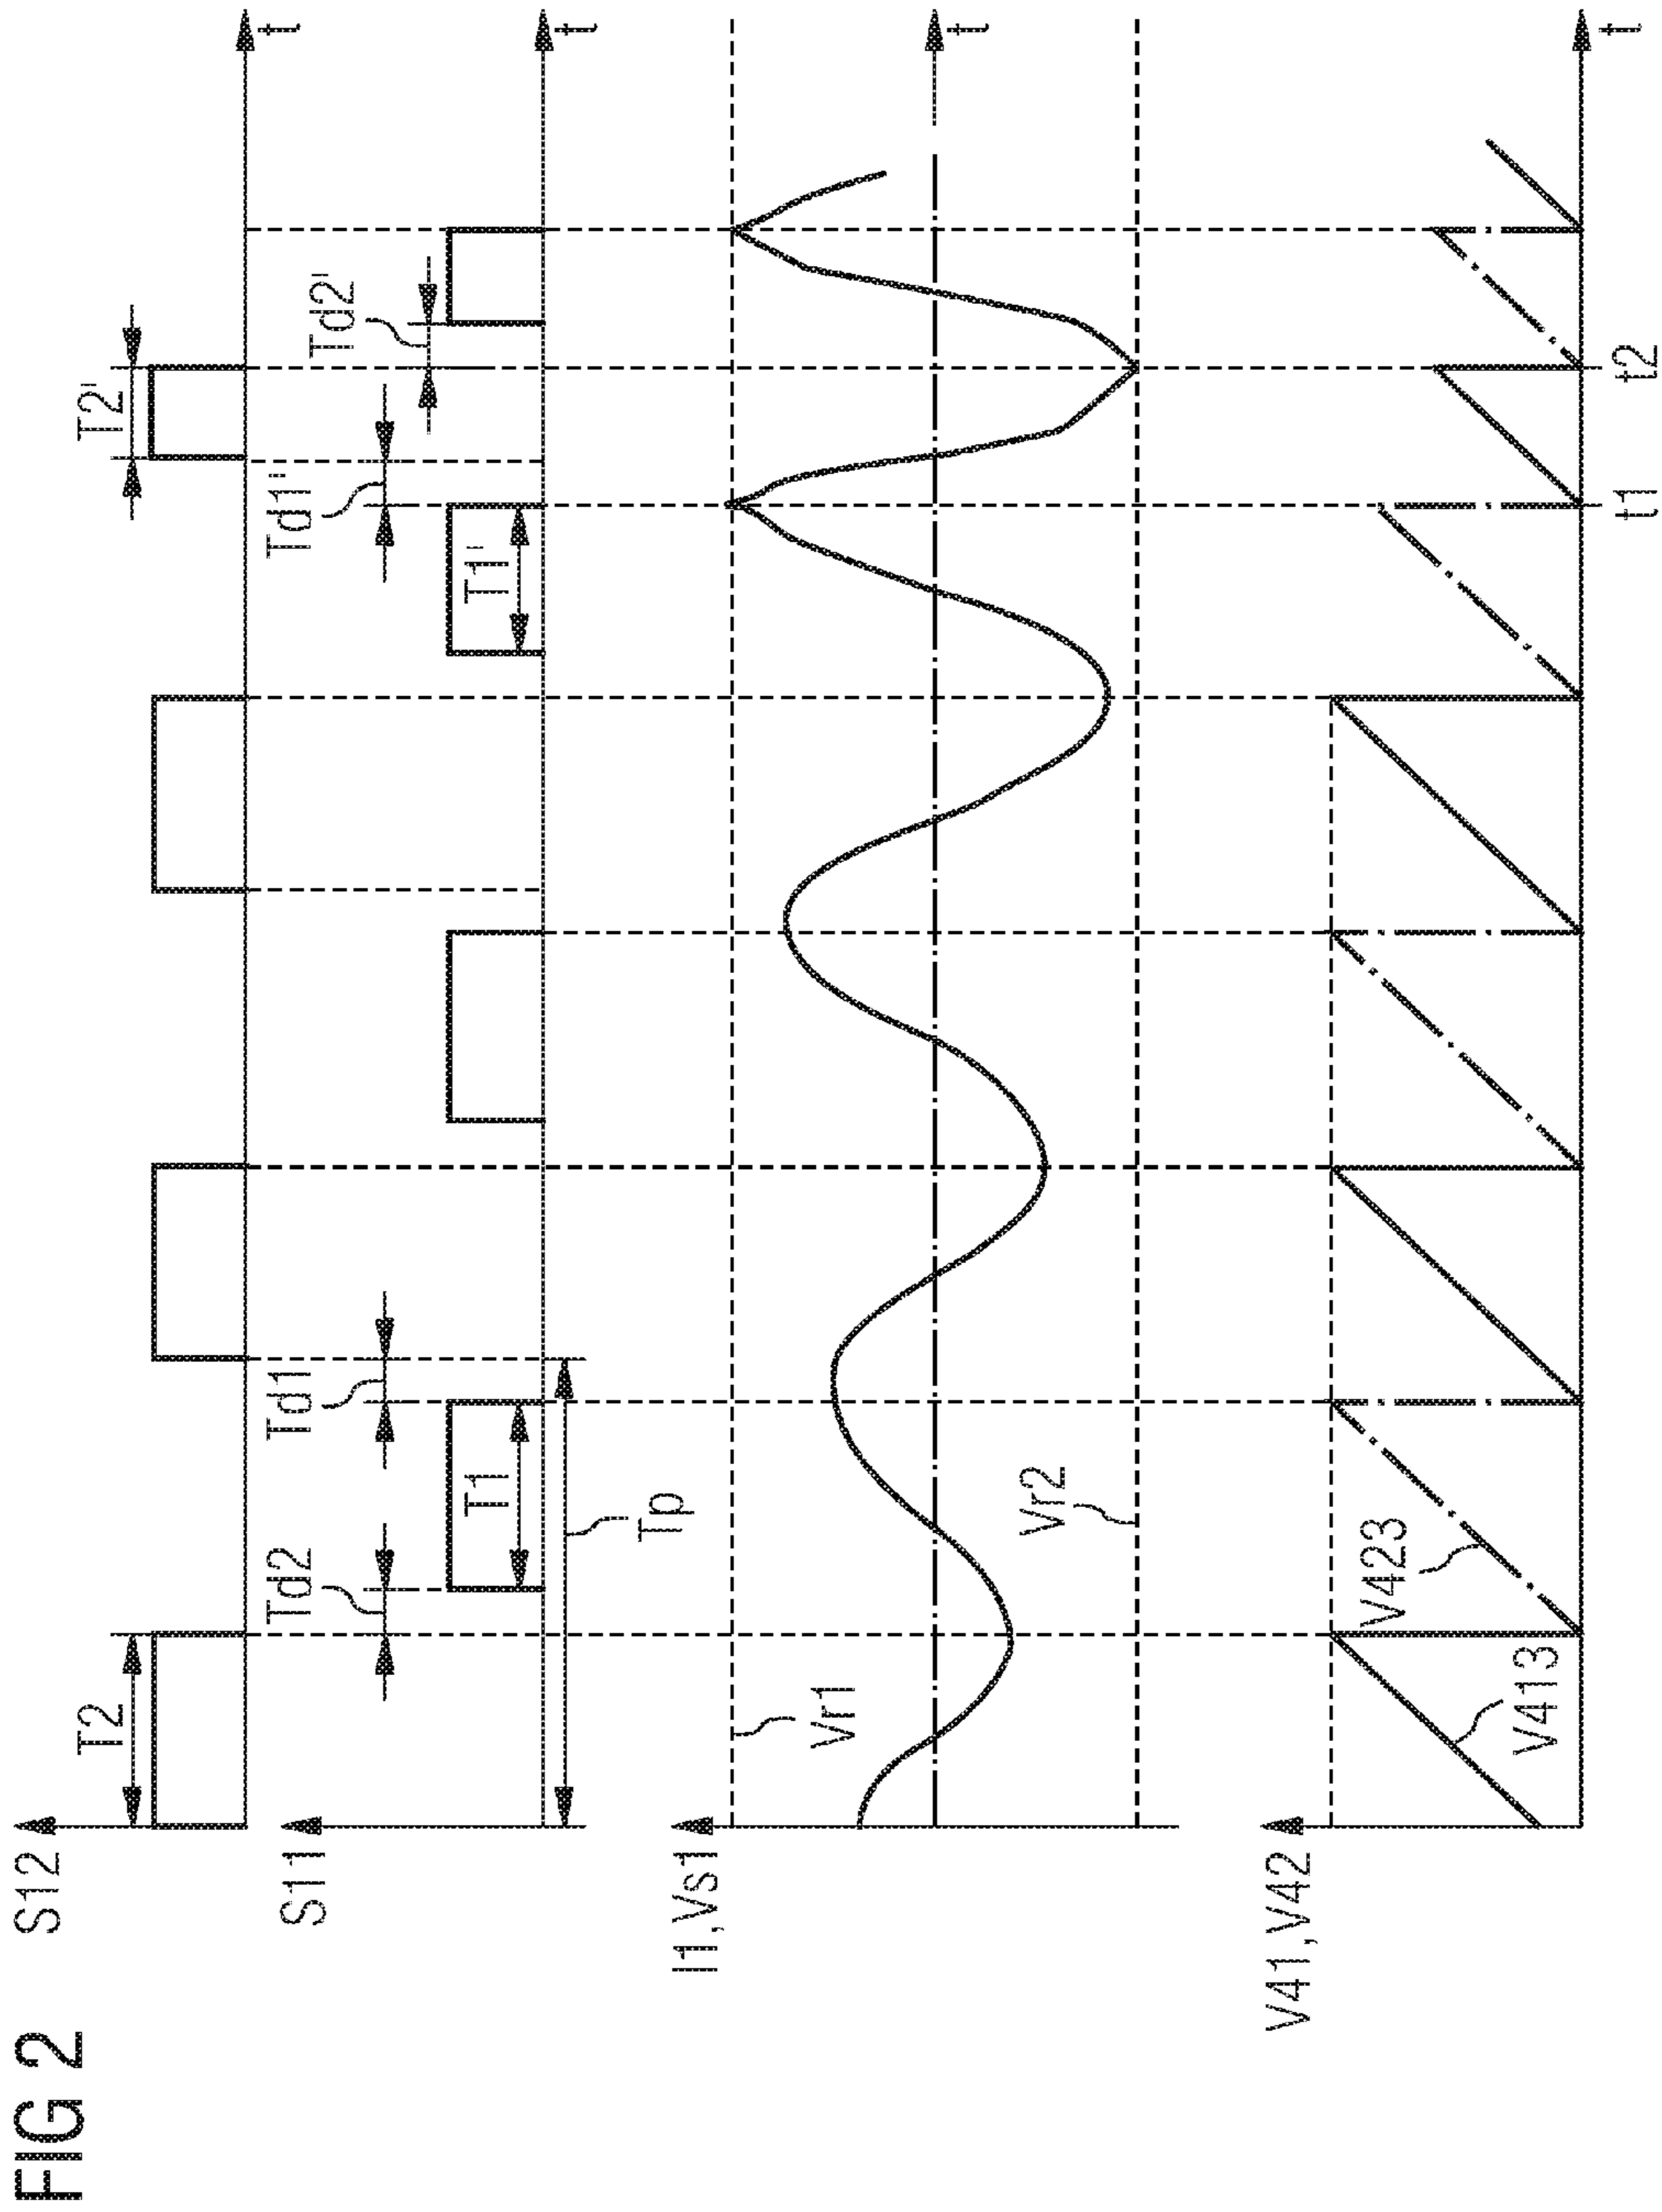 FIG 2
S12
T2
T2'
t
S11
Td2
Td1
Td1'
Td2'
T1
T1'
t
Tp
I1,Vs1
Vr1
Vr2
t
V41,V42
V413
V423
t1
t2
t